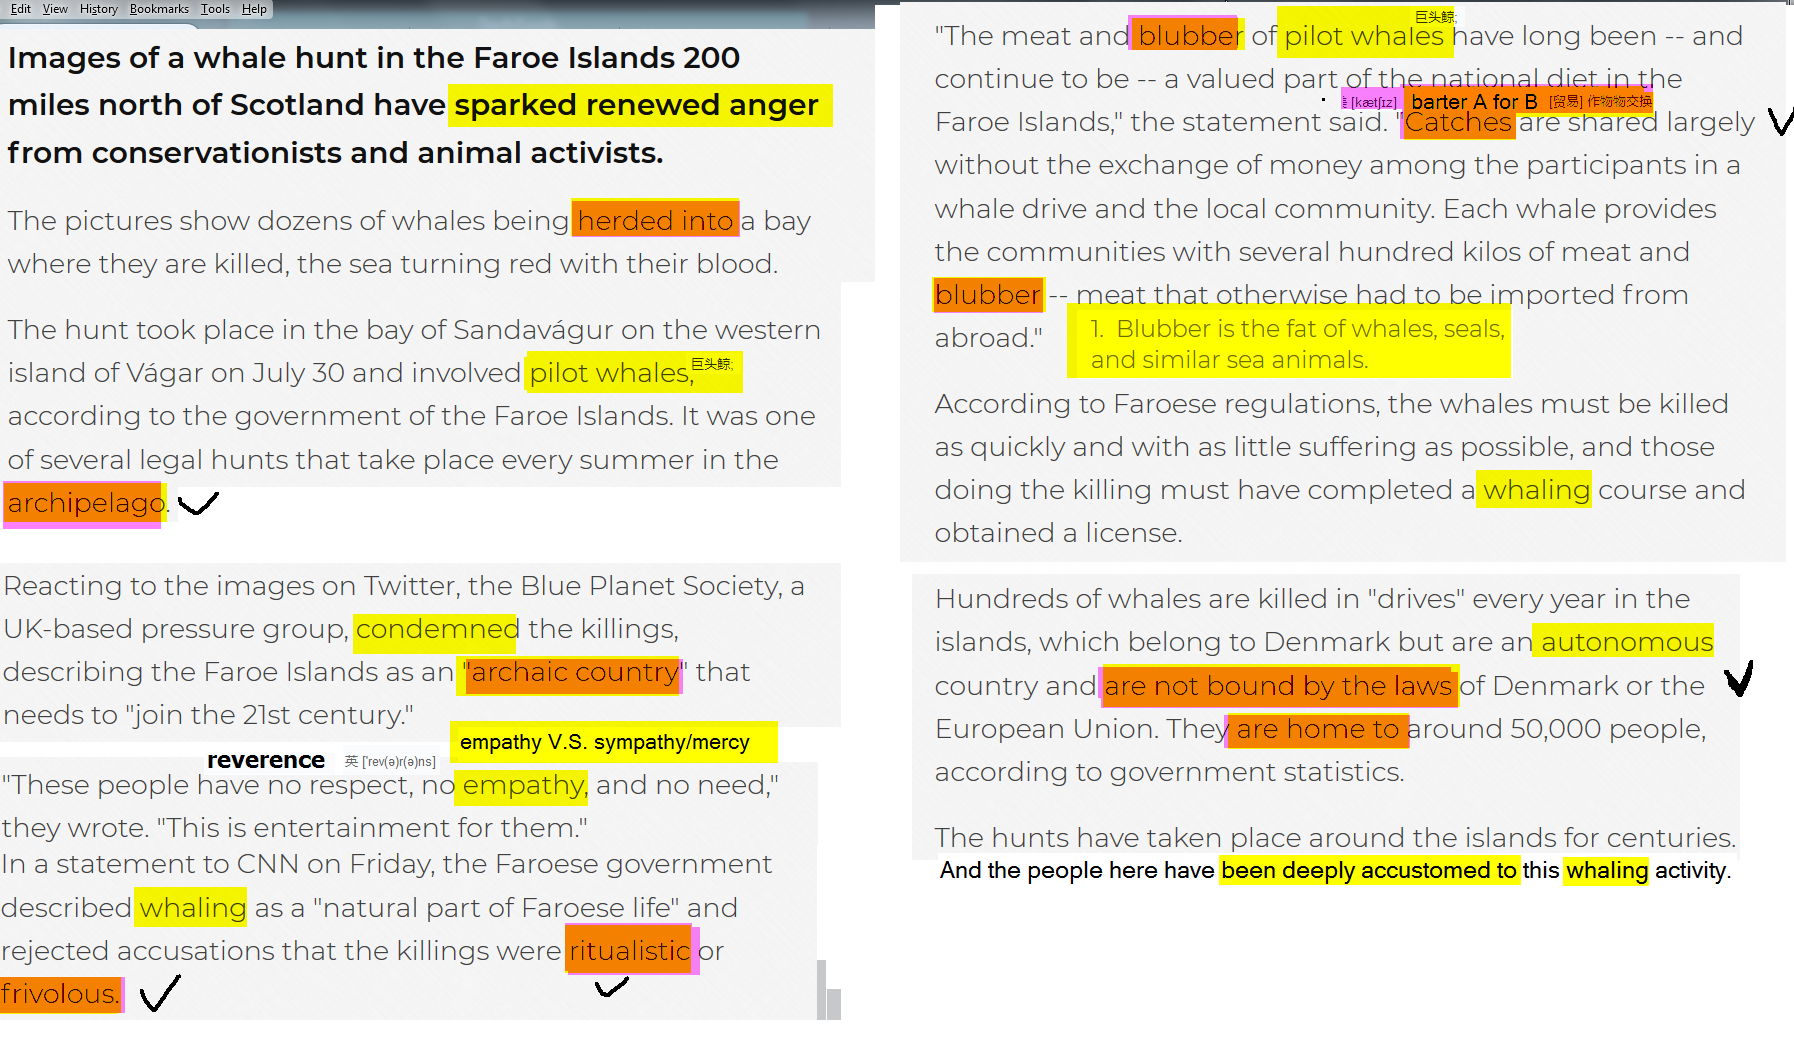 Edit View History Bookmarks Tools Help
Images of a whale hunt in the Faroe Islands 200
miles north of Scotland have sparked renewed anger
from conservationists and animal activists.
The pictures show dozens of whales being herded into a bay
where they are killed, the sea turning red with their blood.
The hunt took place in the bay of Sandavágur on the western
island of Vágar on July 30 and involved pilot whales, 巨头鲸;
according to the government of the Faroe Islands. It was one
of several legal hunts that take place every summer in the
archipelago.
Reacting to the images on Twitter, the Blue Planet Society, a
UK-based pressure group, condemned the killings,
describing the Faroe Islands as an "archaic country" that
needs to "join the 21st century."
empathy V.S. sympathy/mercy
reverence 英 ['rev(ə)r(ə)ns]
"These people have no respect, no empathy, and no need,"
they wrote. "This is entertainment for them."
In a statement to CNN on Friday, the Faroese government
described whaling as a "natural part of Faroese life" and
rejected accusations that the killings were ritualistic or
frivolous.
巨头鲸;
"The meat and blubber of pilot whales have long been -- and
continue to be -- a valued part of the national diet in the
[kætʃɪz] barter A for B [贸易] 作物物交换
Faroe Islands," the statement said. "Catches are shared largely
without the exchange of money among the participants in a
whale drive and the local community. Each whale provides
the communities with several hundred kilos of meat and
blubber -- meat that otherwise had to be imported from
abroad."
1. Blubber is the fat of whales, seals,
and similar sea animals.
According to Faroese regulations, the whales must be killed
as quickly and with as little suffering as possible, and those
doing the killing must have completed a whaling course and
obtained a license.
Hundreds of whales are killed in "drives" every year in the
islands, which belong to Denmark but are an autonomous
country and are not bound by the laws of Denmark or the
European Union. They are home to around 50,000 people,
according to government statistics.
The hunts have taken place around the islands for centuries.
And the people here have been deeply accustomed to this whaling activity.